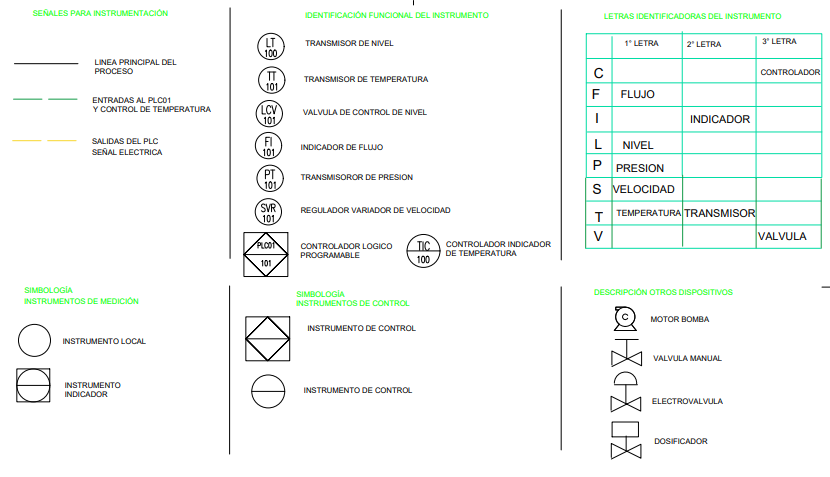 SEÑALES PARA INSTRUMENTACIÓN
LINEA PRINCIPAL DEL
PROCESO
ENTRADAS AL PLC01
Y CONTROL DE TEMPERATURA
SALIDAS DEL PLC
SEÑAL ELECTRICA
IDENTIFICACIÓN FUNCIONAL DEL INSTRUMENTO
LT
100
TRANSMISOR DE NIVEL
TT
101
TRANSMISOR DE TEMPERATURA
LCV
101
VALVULA DE CONTROL DE NIVEL
FI
101
INDICADOR DE FLUJO
PT
101
TRANSMISOROR DE PRESION
SVR
101
REGULADOR VARIADOR DE VELOCIDAD
PLC01
101
CONTROLADOR LOGICO
PROGRAMABLE
TIC
100
CONTROLADOR INDICADOR
DE TEMPERATURA
LETRAS IDENTIFICADORAS DEL INSTRUMENTO
1° LETRA 2° LETRA 3° LETRA
C CONTROLADOR
F FLUJO
I INDICADOR
L NIVEL
P PRESION
S VELOCIDAD
T TEMPERATURA TRANSMISOR
V VALVULA
SIMBOLOGÍA
INSTRUMENTOS DE MEDICIÓN
INSTRUMENTO LOCAL
INSTRUMENTO
INDICADOR
SIMBOLOGÍA
INSTRUMENTOS DE CONTROL
INSTRUMENTO DE CONTROL
INSTRUMENTO DE CONTROL
DESCRIPCIÓN OTROS DISPOSITIVOS
C
MOTOR BOMBA
VALVULA MANUAL
ELECTROVALVULA
DOSIFICADOR